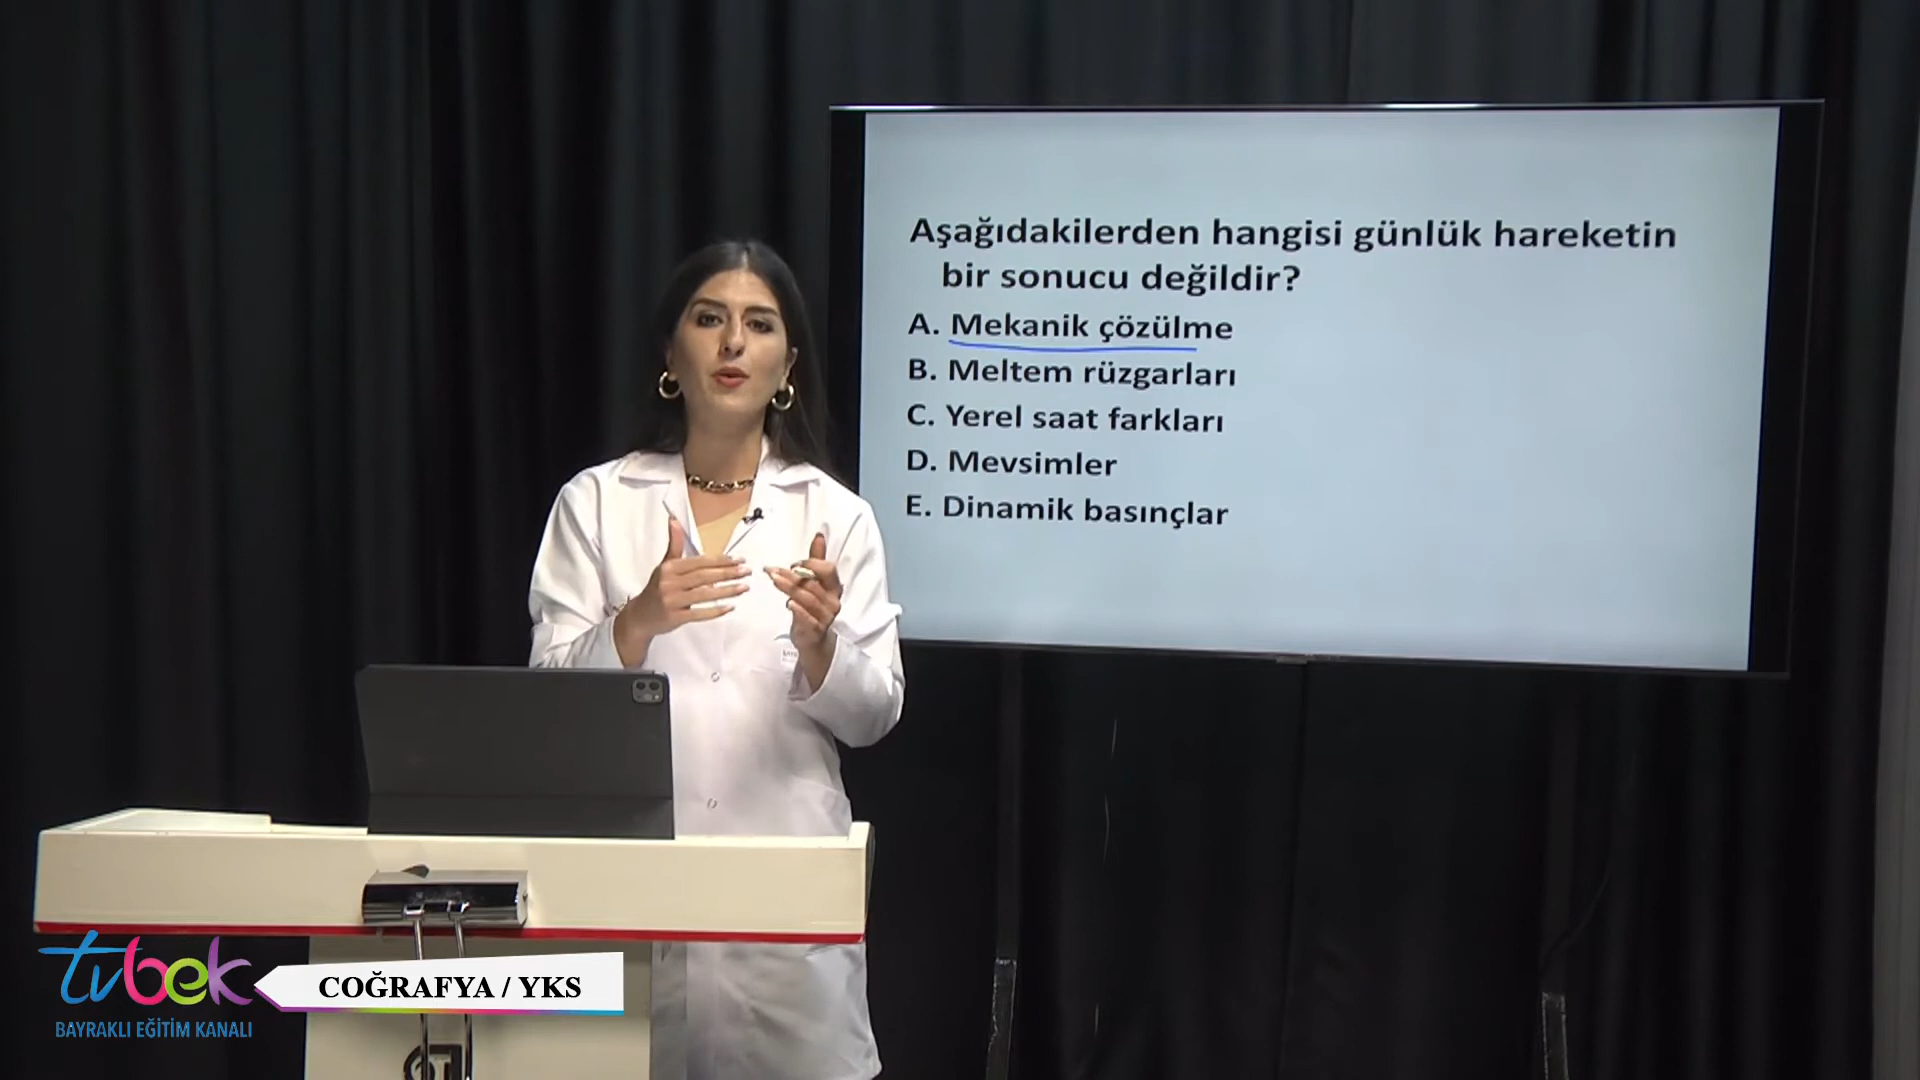 Aşağıdakilerden hangisi günlük hareketin
bir sonucu değildir?
A. Mekanik çözülme
B. Meltem rüzgarları
C. Yerel saat farkları
D. Mevsimler
E. Dinamik basınçlar
tvbek
BAYRAKLI EĞİTİM KANALI
COĞRAFYA / YKS